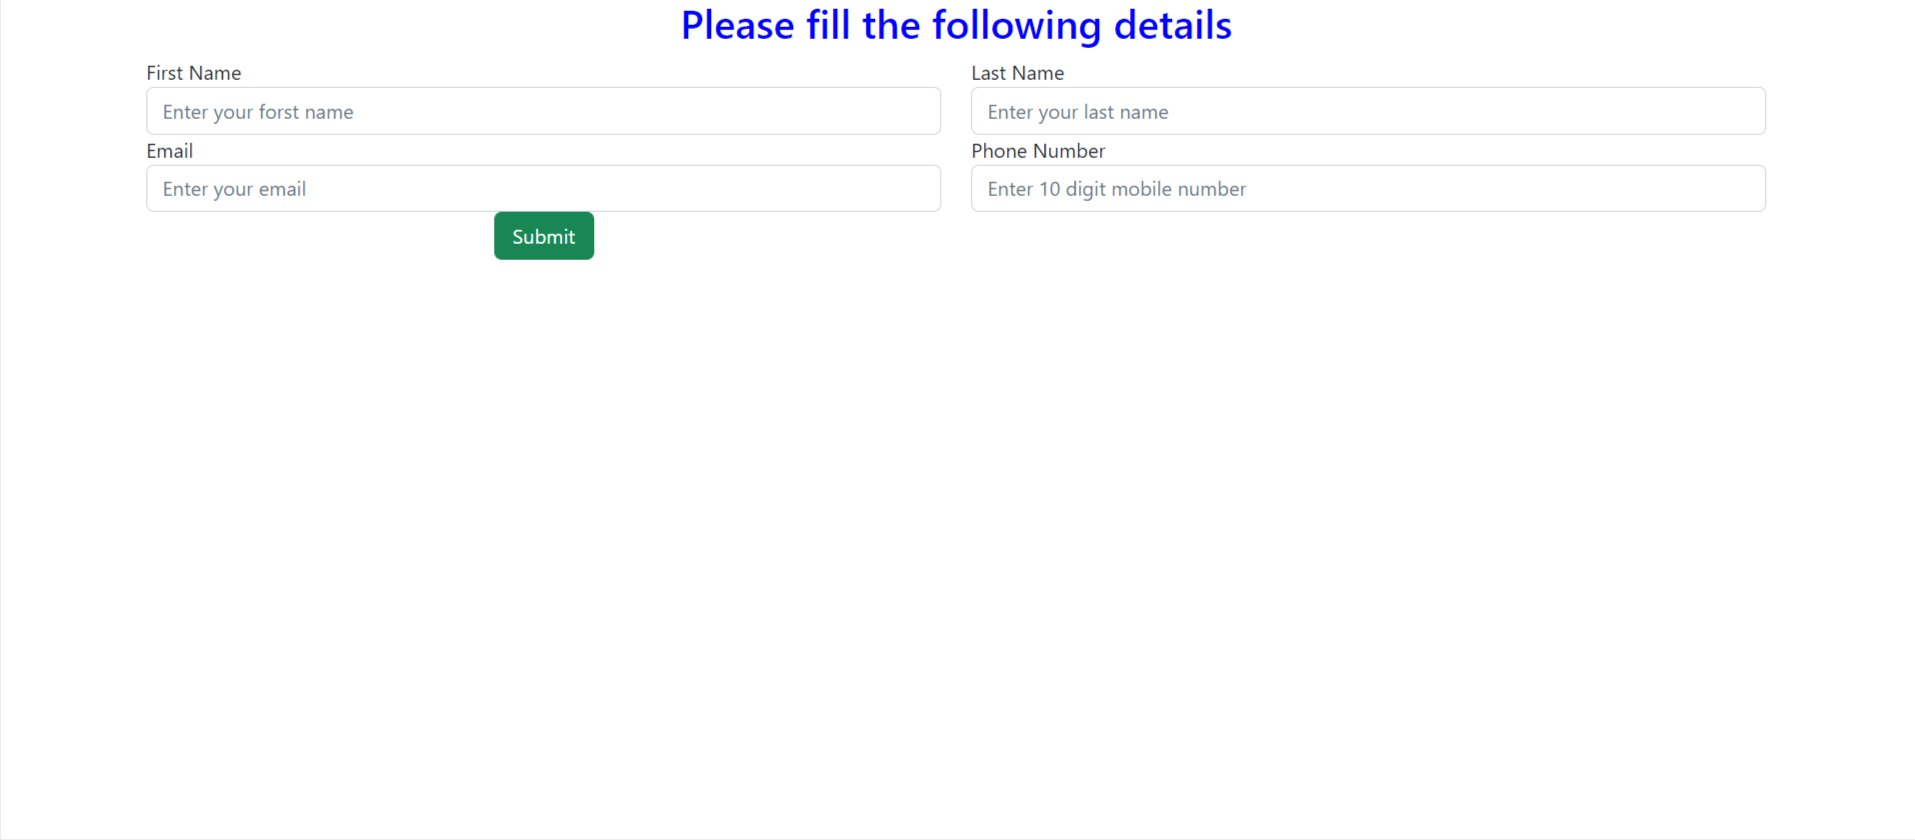 Please fill the following details
First Name
Last Name
Enter your forst name
Enter your last name
Email
Phone Number
Enter your email
Enter 10 digit mobile number
Submit